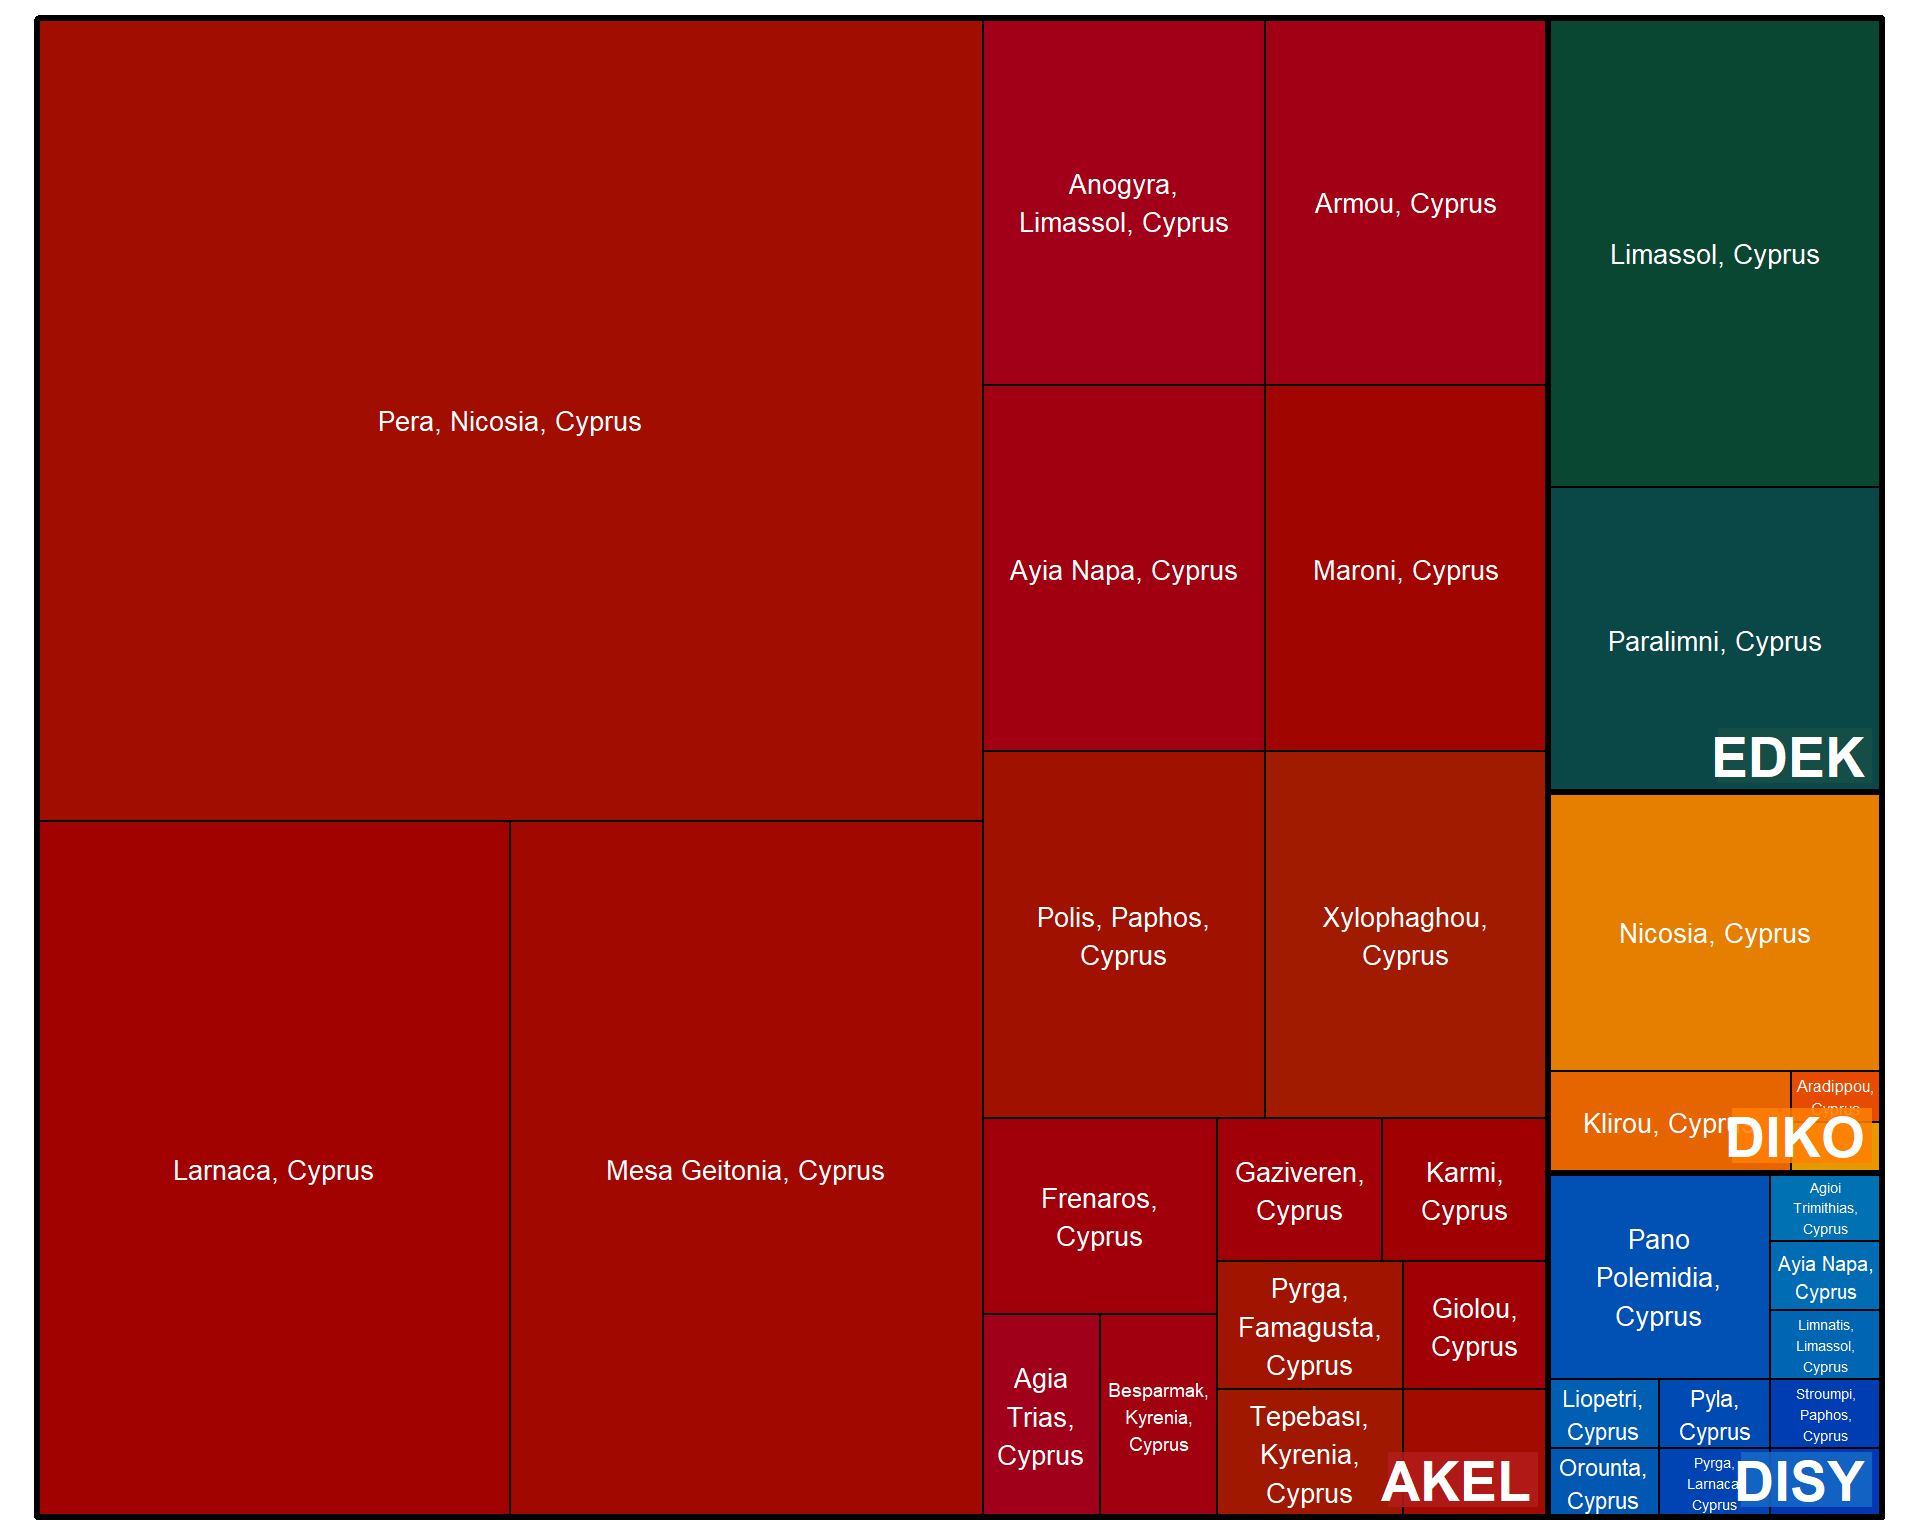 Pera, Nicosia, Cyprus
Larnaca, Cyprus
Mesa Geitonia, Cyprus
Anogyra,
Limassol, Cyprus
Armou, Cyprus
Ayia Napa, Cyprus
Maroni, Cyprus
Polis, Paphos,
Cyprus
Xylophaghou,
Cyprus
Frenaros,
Cyprus
Agia
Trias,
Cyprus
Besparmak,
Kyrenia,
Cyprus
Gaziveren,
Cyprus
Karmi,
Cyprus
Pyrga,
Famagusta,
Cyprus
Giolou,
Cyprus
Tepebası,
Kyrenia,
Cyprus
AKEL
Limassol, Cyprus
Paralimni, Cyprus
EDEK
Nicosia, Cyprus
Klirou, Cyprus
Aradippou,
Cyprus
DIKO
Pano
Polemidia,
Cyprus
Agioi
Trimithias,
Cyprus
Ayia Napa,
Cyprus
Limnatis,
Limassol,
Cyprus
Liopetri,
Cyprus
Pyla,
Cyprus
Stroumpi,
Paphos,
Cyprus
Orounta,
Cyprus
Pyrga,
Larnaca
Cyprus
DISY